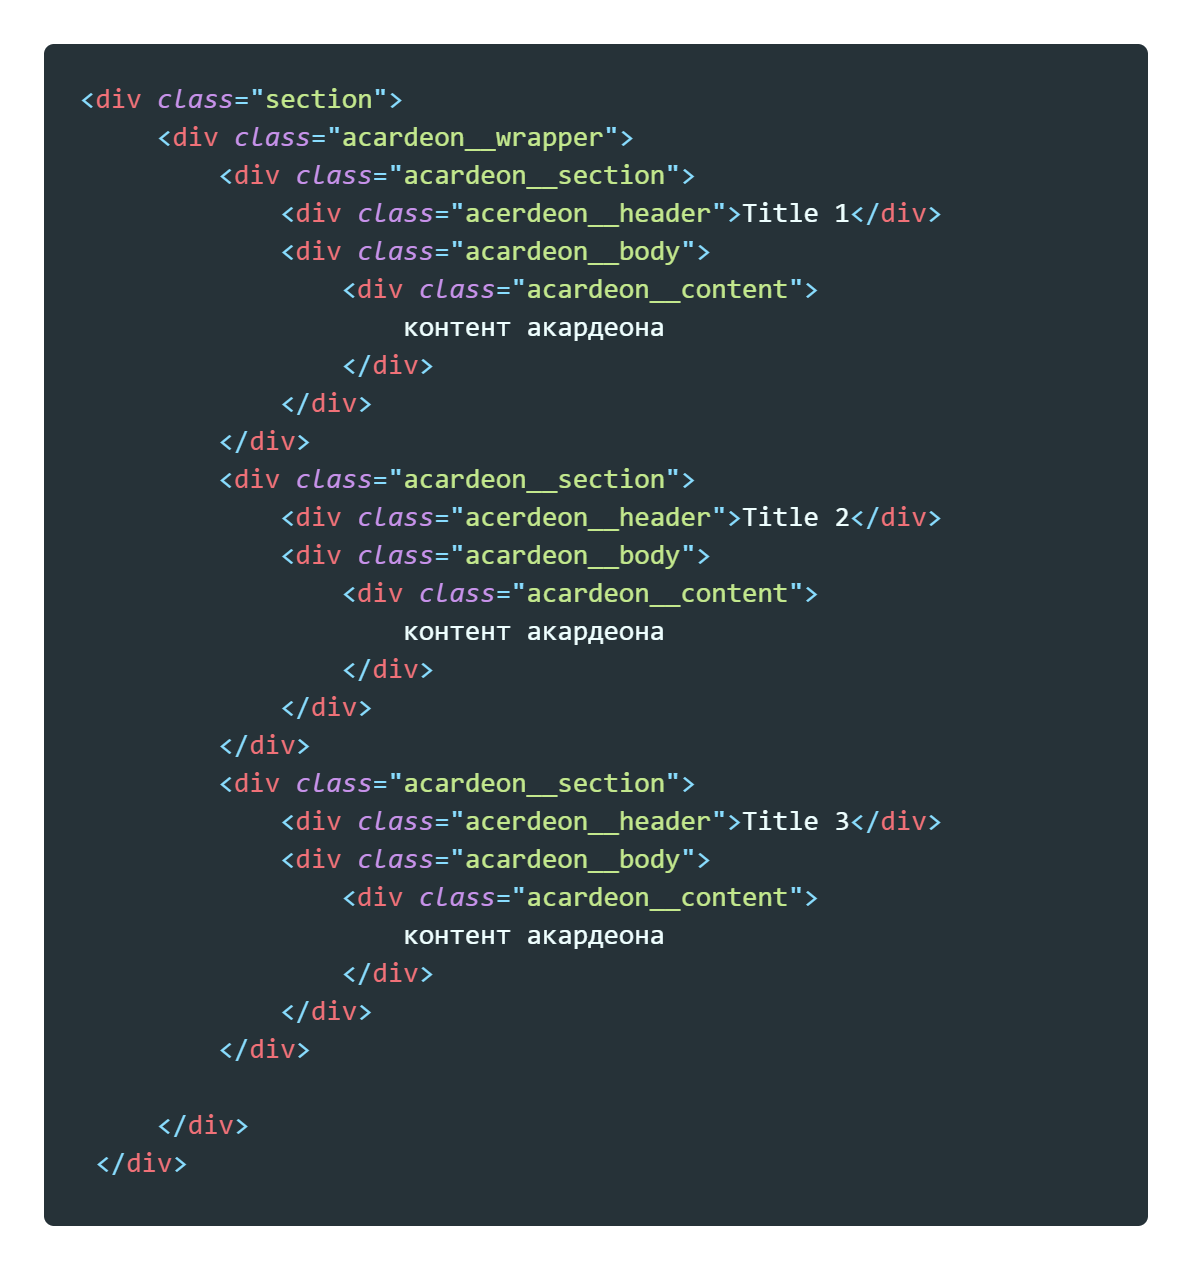 <div class="section">
<div class="acardeon__wrapper">
<div class="acardeon__section">
<div class="acerdeon__header">Title 1</div>
<div class="acardeon__body">
<div class="acardeon__content">
контент акардеона
</div>
</div>
</div>
<div class="acardeon__section">
<div class="acerdeon__header">Title 2</div>
<div class="acardeon__body">
<div class="acardeon__content">
контент акардеона
</div>
</div>
</div>
<div class="acardeon__section">
<div class="acerdeon__header">Title 3</div>
<div class="acardeon__body">
<div class="acardeon__content">
контент акардеона
</div>
</div>
</div>
</div>
</div>